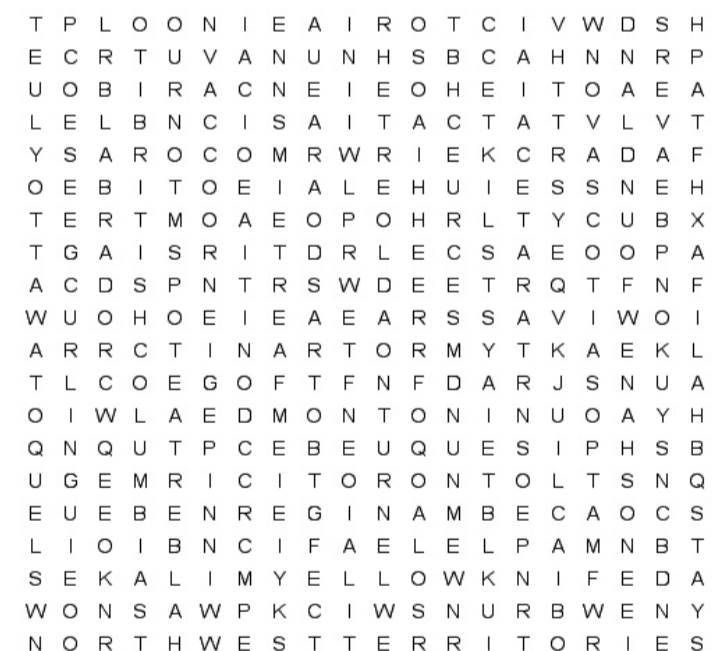 T P L O O N I E A I R O T C I V W D S H
E C R T U V A N U N H S B C A H N N R P
U O B I R A C N E I E O H E I T O A E A
L E L B N C I S A I T A C T A T V L V T
Y S A R O C O M R W R I E K C R A D A F
O E B I T O E I A L E H U I E S S N E H
T E R T M O A E O P O H R L T Y C U B X
T G A I S R I T D R L E C S A E O O P A
A C D S P N T R S W D E E T R Q T F N F
W U O H O E I E A E A R S S A V I W O I
A R R C T I N A R T O R M Y T K A E K L
T L C O E G O F T F N F D A R J S N U A
O I W L A E D M O N T O N I N U O A Y H
Q N Q U T P C E B E U Q U E S I P H S B
U G E M R I C I T O R O N T O L T S N Q
E U E B E N R E G I N A M B E C A O C S
L I O I B N C I F A E L E L P A M N B T
S E K A L I M Y E L L O W K N I F E D A
W O N S A W P K C I W S N U R B W E N Y
N O R T H W E S T T E R R I T O R I E S